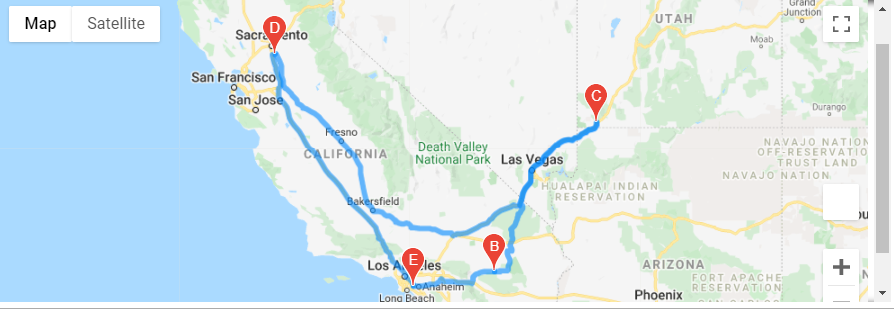 Map
Satellite
D
Sacramento
San Francisco
San Jose
Fresno
CALIFORNIA
Death Valley
National Park
Bakersfield
Las Vegas
C
UTAH
Grand
Junction
Moab
Durango
NAVAJO NATION
OFF-RESERVATION
TRUST LAND
NAVAJO NATION
HUALAPAI INDIAN
RESERVATION
B
E
Los Angeles
Anaheim
Long Beach
ARIZONA
FORT APACHE
RESERVATION
Phoenix